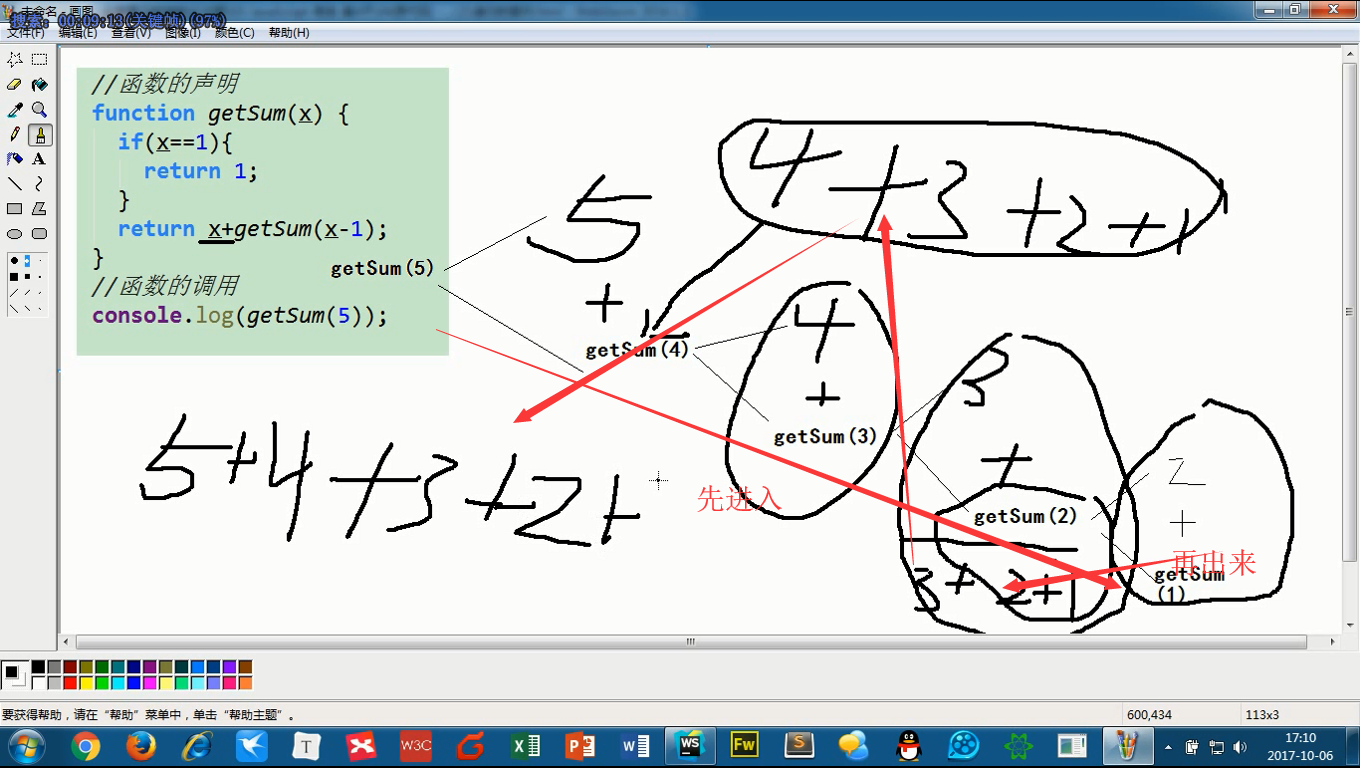 未命名 - 画图
搜索: 00:09:13(关键帧)(97%)
文件(F) 编辑(E) 查看(V) 图像(I) 颜色(C) 帮助(H)
//函数的声明
function getSum(x) {
if(x==1){
return 1;
}
return x+getSum(x-1);
}
getSum(5)
//函数的调用
console.log(getSum(5));
5
+
getSum(4)
4+3+2+1
4
+
getSum(3)
3
+
getSum(2)
3+2+1
2
+
getSum
(1)
先进入
再出来
5+4+3+2+
要获得帮助，请在“帮助”菜单中，单击“帮助主题”。
600,434
113x3
T
W3C
WS
Fw
S
17:10
2017-10-06